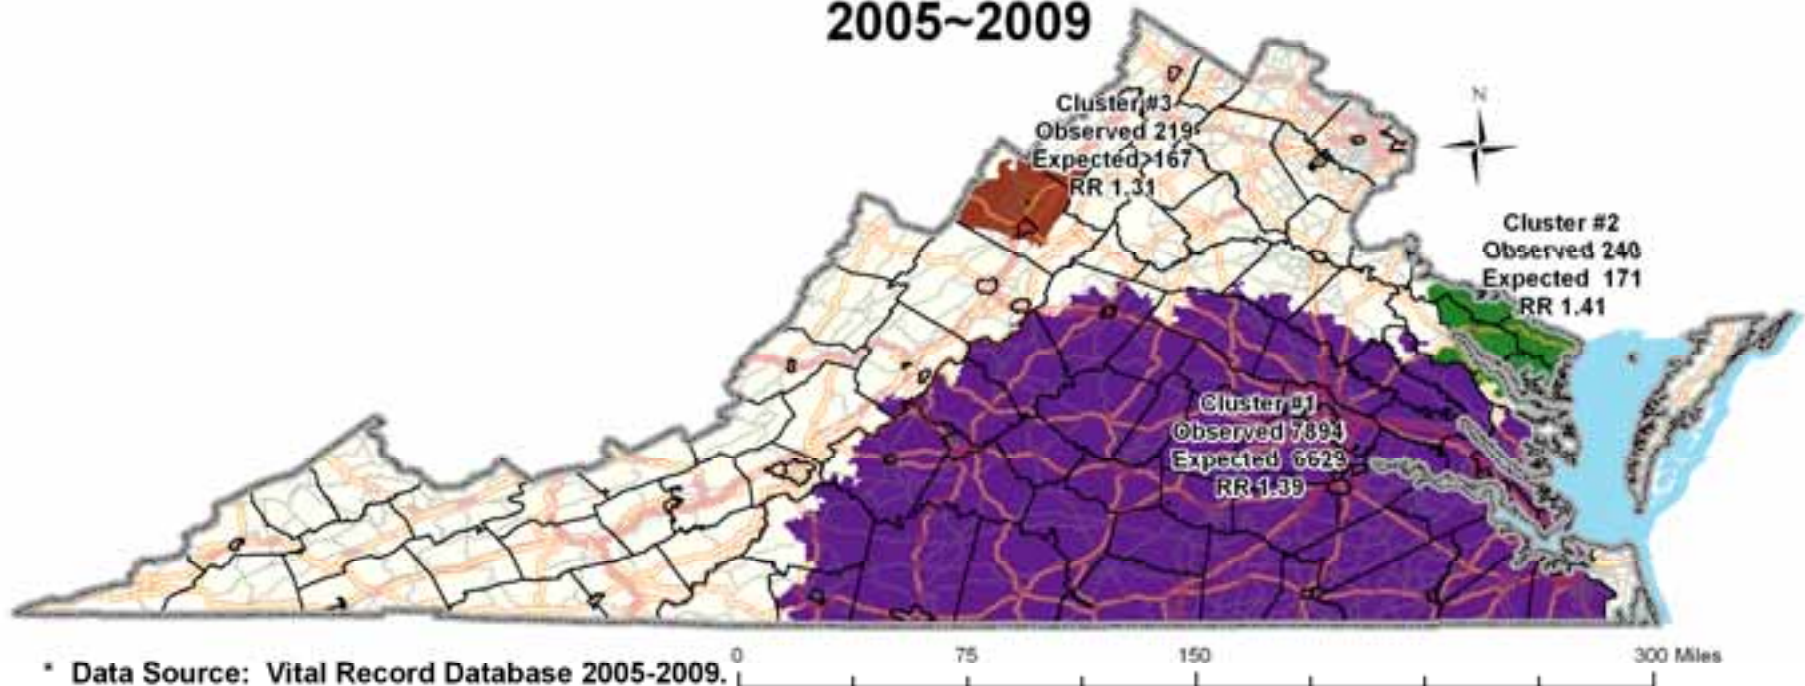 2005~2009
N
Cluster #3
Observed 219
Expected 167
RR 1.31
Cluster #2
Observed 240
Expected 171
RR 1.41
Cluster #1
Observed 7894
Expected 6629
RR 1.39
0 75 150 300 Miles
* Data Source: Vital Record Database 2005-2009.